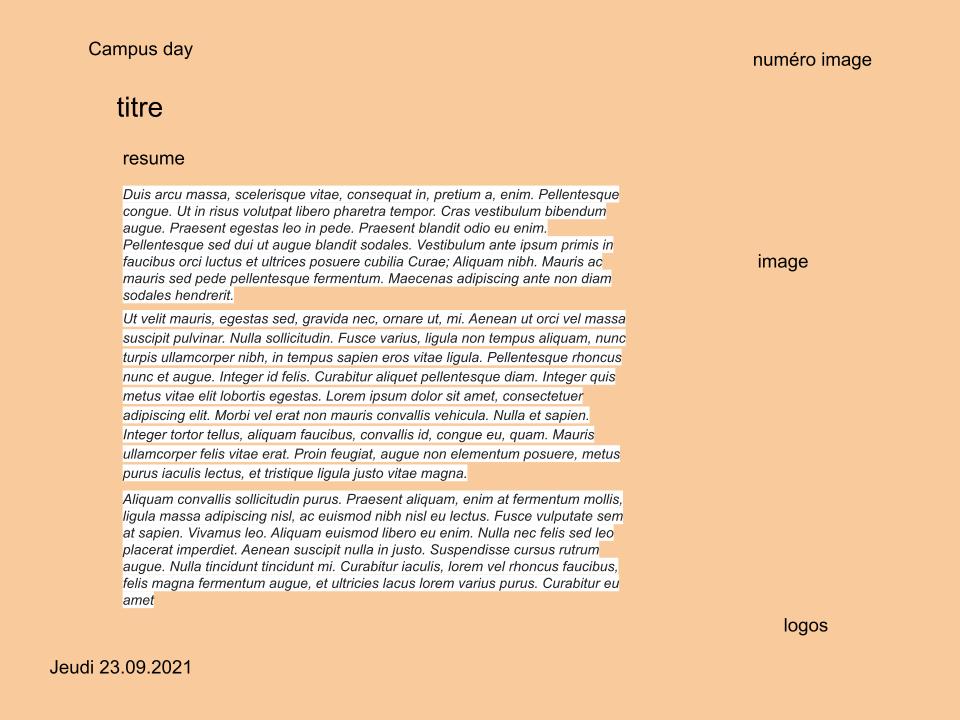 Campus day
numéro image
titre
resume
Duis arcu massa, scelerisque vitae, consequat in, pretium a, enim. Pellentesque
congue. Ut in risus volutpat libero pharetra tempor. Cras vestibulum bibendum
augue. Praesent egestas leo in pede. Praesent blandit odio eu enim.
Pellentesque sed dui ut augue blandit sodales. Vestibulum ante ipsum primis in
faucibus orci luctus et ultrices posuere cubilia Curae; Aliquam nibh. Mauris ac
mauris sed pede pellentesque fermentum. Maecenas adipiscing ante non diam
sodales hendrerit.
Ut velit mauris, egestas sed, gravida nec, ornare ut, mi. Aenean ut orci vel massa
suscipit pulvinar. Nulla sollicitudin. Fusce varius, ligula non tempus aliquam, nunc
turpis ullamcorper nibh, in tempus sapien eros vitae ligula. Pellentesque rhoncus
nunc et augue. Integer id felis. Curabitur aliquet pellentesque diam. Integer quis
metus vitae elit lobortis egestas. Lorem ipsum dolor sit amet, consectetuer
adipiscing elit. Morbi vel erat non mauris convallis vehicula. Nulla et sapien.
Integer tortor tellus, aliquam faucibus, convallis id, congue eu, quam. Mauris
ullamcorper felis vitae erat. Proin feugiat, augue non elementum posuere, metus
purus iaculis lectus, et tristique ligula justo vitae magna.
Aliquam convallis sollicitudin purus. Praesent aliquam, enim at fermentum mollis,
ligula massa adipiscing nisl, ac euismod nibh nisl eu lectus. Fusce vulputate sem
at sapien. Vivamus leo. Aliquam euismod libero eu enim. Nulla nec felis sed leo
placerat imperdiet. Aenean suscipit nulla in justo. Suspendisse cursus rutrum
augue. Nulla tincidunt tincidunt mi. Curabitur iaculis, lorem vel rhoncus faucibus,
felis magna fermentum augue, et ultricies lacus lorem varius purus. Curabitur eu
amet
image
logos
Jeudi 23.09.2021